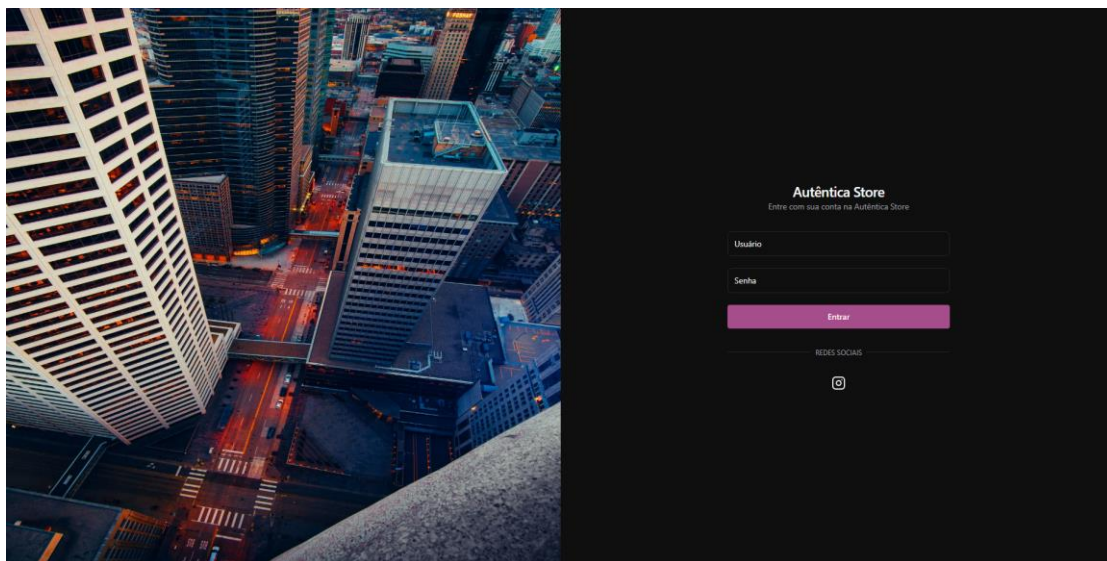 Autêntica Store
Entre com sua conta na Autêntica Store
Usuário
Senha
Entrar
REDES SOCIAIS